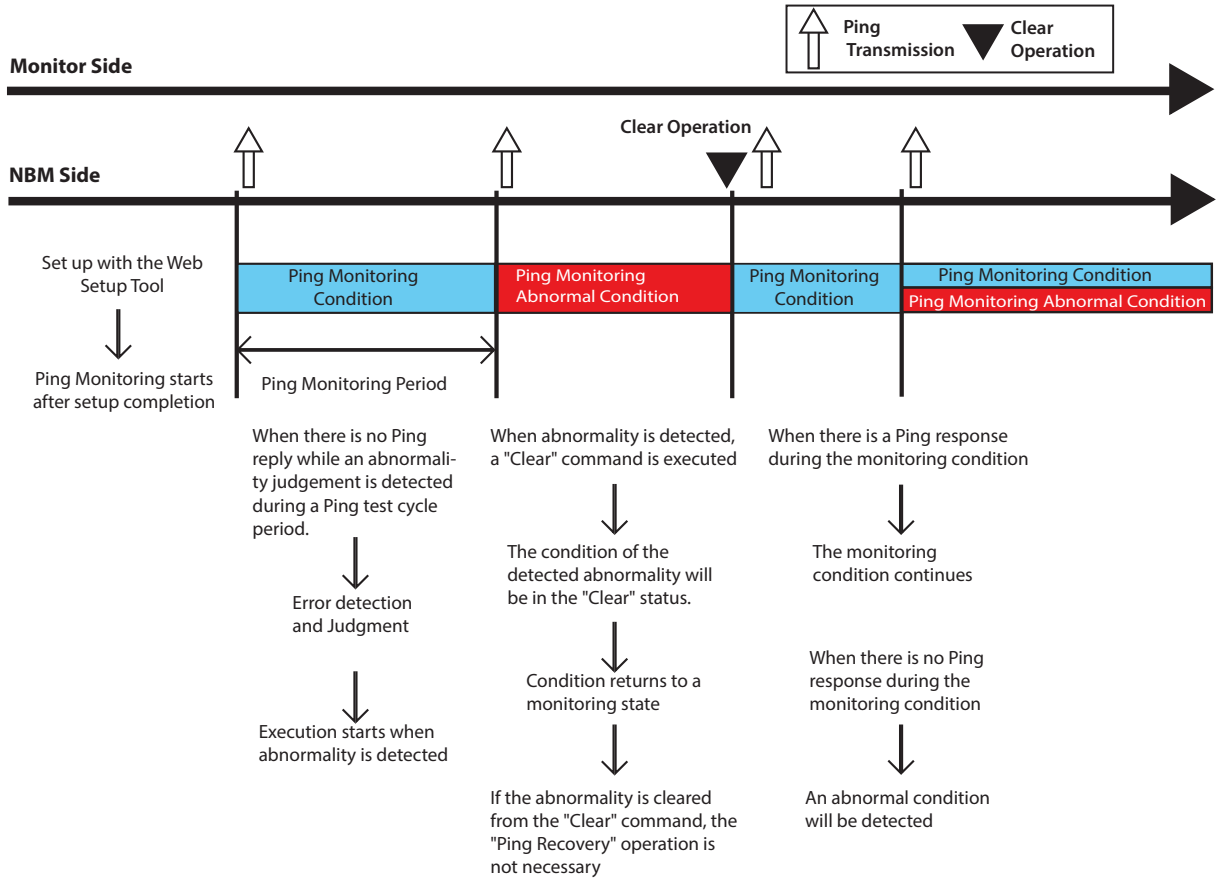 Ping
Transmission
Clear
Operation
Monitor Side
Clear Operation
NBM Side
Set up with the Web
Setup Tool
Ping Monitoring starts
after setup completion
Ping Monitoring
Condition
Ping Monitoring
Abnormal Condition
Ping Monitoring
Condition
Ping Monitoring Condition
Ping Monitoring Abnormal Condition
Ping Monitoring Period
When there is no Ping
reply while an abnormali-
ty judgement is detected
during a Ping test cycle
period.
Error detection
and Judgment
Execution starts when
abnormality is detected
When abnormality is detected,
a "Clear" command is executed
The condition of the
detected abnormality will
be in the "Clear" status.
Condition returns to a
monitoring state
If the abnormality is cleared
from the "Clear" command, the
"Ping Recovery" operation is
not necessary
When there is a Ping response
during the monitoring condition
The monitoring
condition continues
When there is no Ping
response during the
monitoring condition
An abnormal condition
will be detected